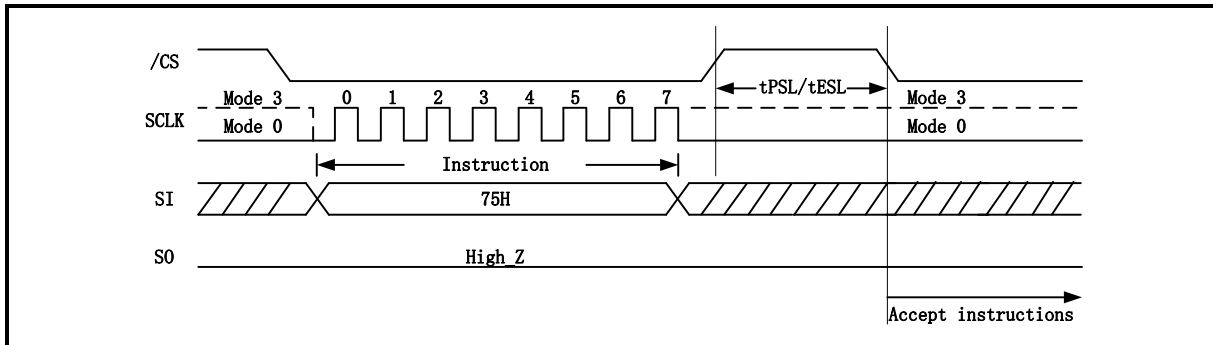 /CS
tPSL/tESL
Mode 3 0 1 2 3 4 5 6 7 Mode 3
SCLK
Mode 0 Mode 0
Instruction
SI 75H
SO High_Z
Accept instructions